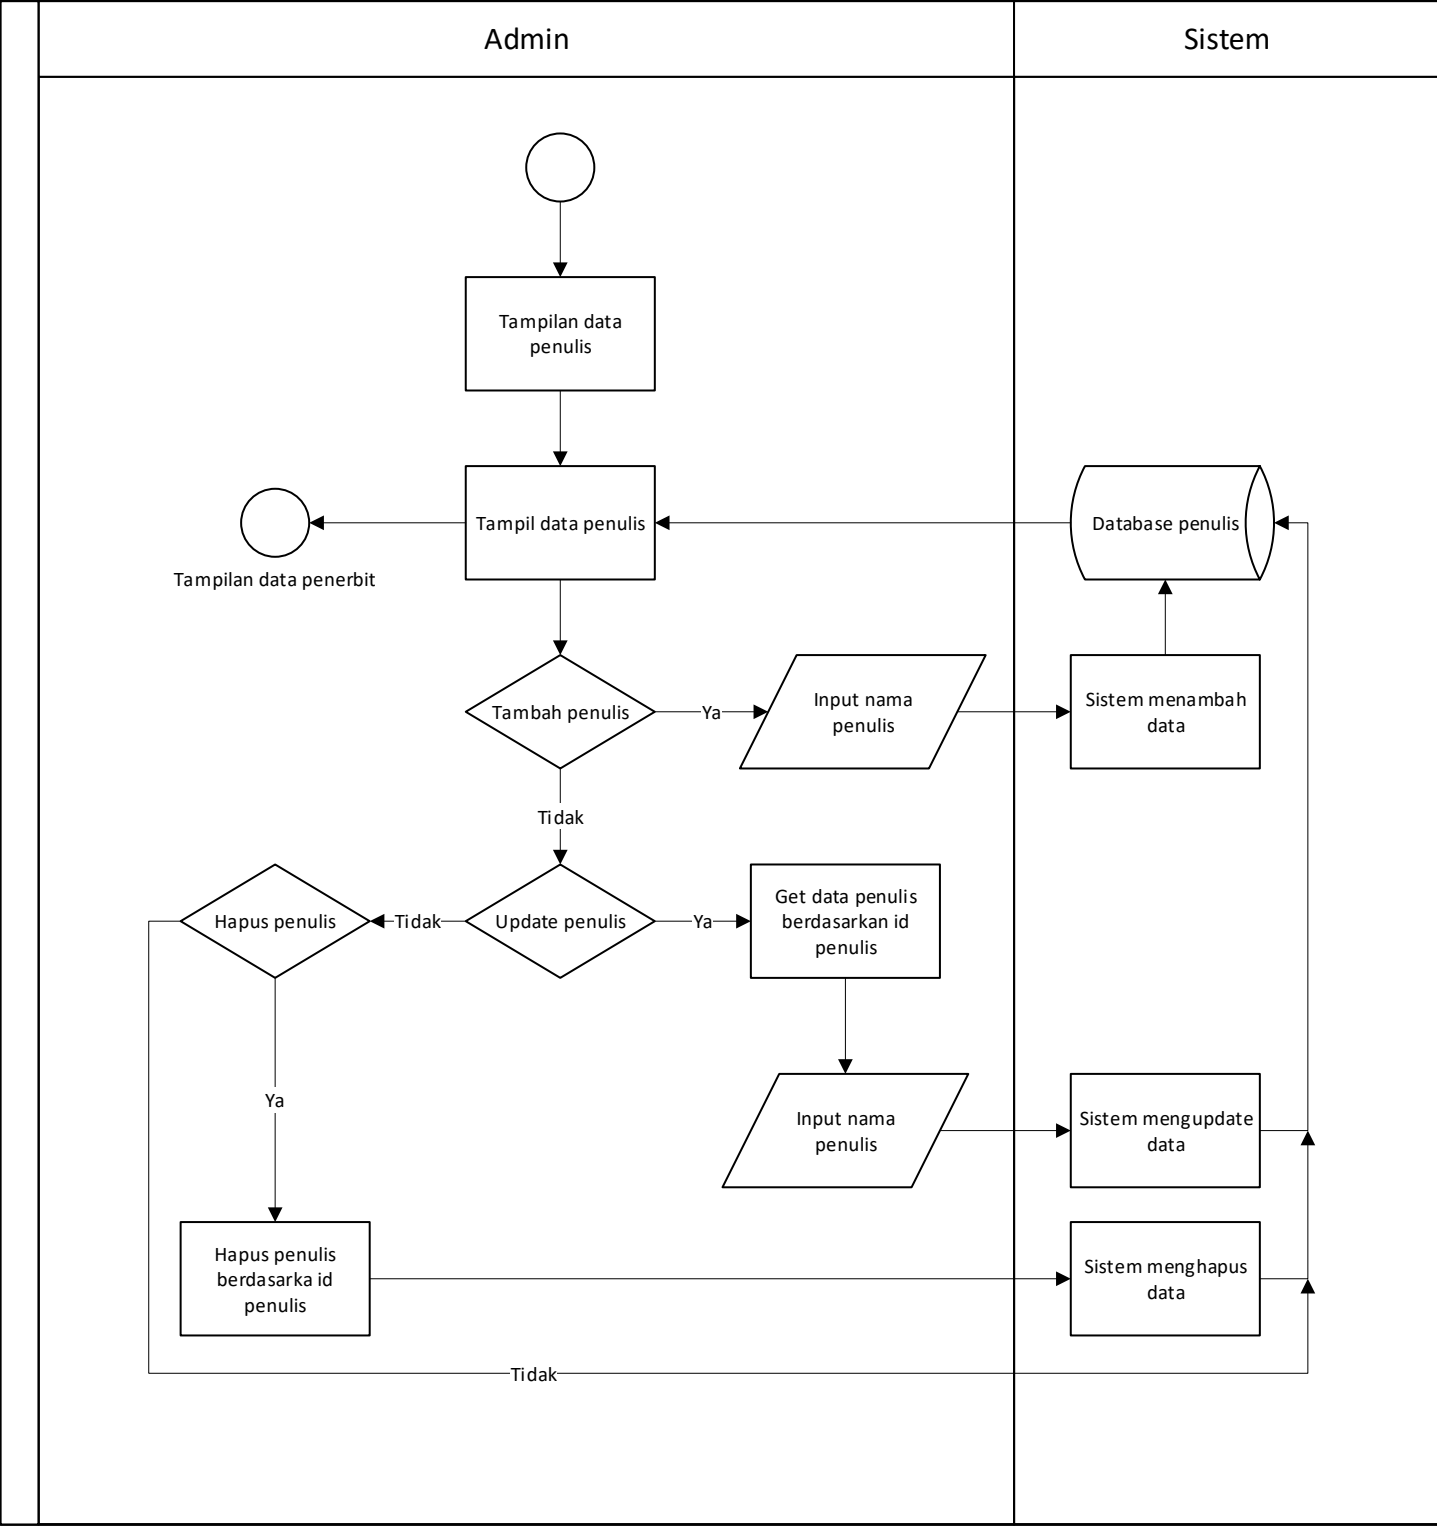 Admin
Sistem
Tampilan data
penulis
Tampil data penulis
Database penulis
Tampilan data penerbit
Tambah penulis
Ya
Input nama
penulis
Sistem menambah
data
Tidak
Hapus penulis
Tidak
Update penulis
Ya
Get data penulis
berdasarkan id
penulis
Ya
Input nama
penulis
Sistem mengupdate
data
Hapus penulis
berdasarka id
penulis
Sistem menghapus
data
Tidak